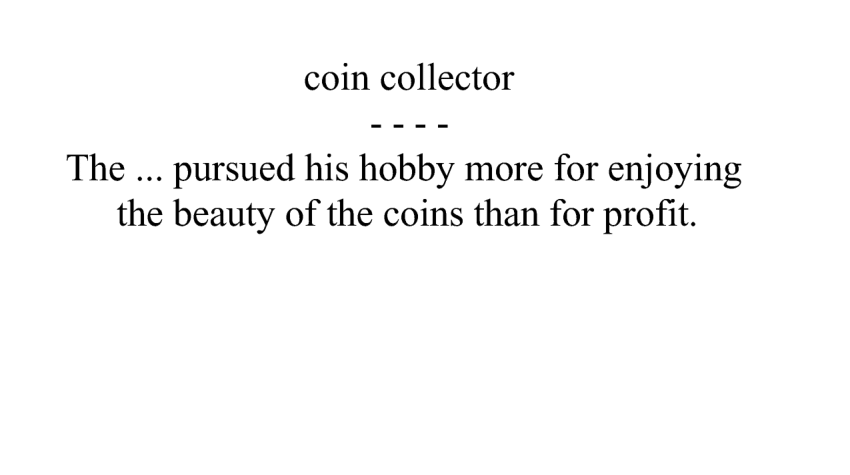 coin collector
- - - -
The ... pursued his hobby more for enjoying
the beauty of the coins than for profit.